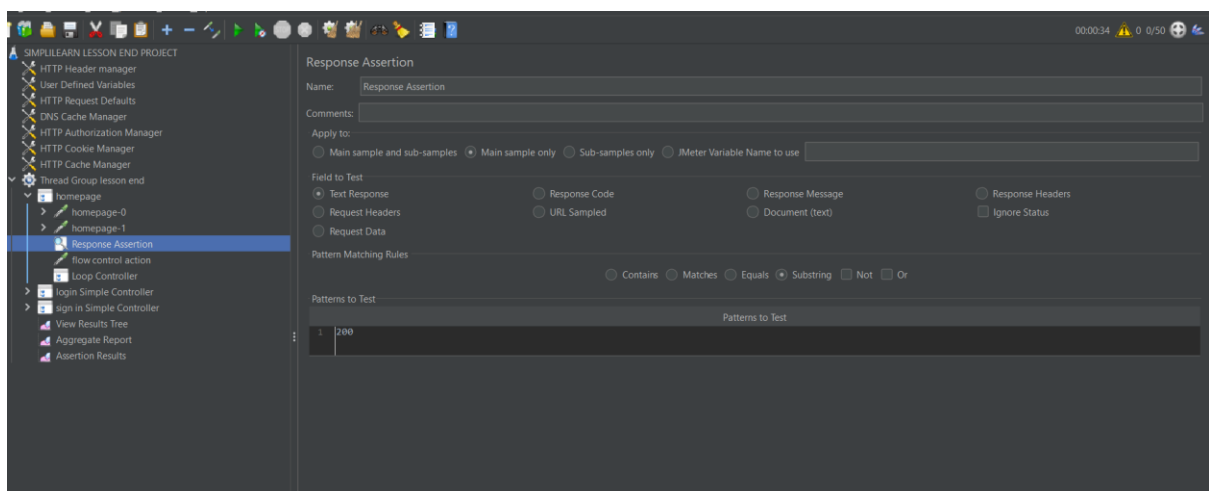 00:00:34 0 0/50
SIMPLILEARN LESSON END PROJECT
HTTP Header manager
User Defined Variables
HTTP Request Defaults
DNS Cache Manager
HTTP Authorization Manager
HTTP Cookie Manager
HTTP Cache Manager
Thread Group lesson end
homepage
homepage-0
homepage-1
Response Assertion
flow control action
Loop Controller
login Simple Controller
sign in Simple Controller
View Results Tree
Aggregate Report
Assertion Results
Response Assertion
Name: Response Assertion
Comments:
Apply to:
Main sample and sub-samples Main sample only Sub-samples only JMeter Variable Name to use
Field to Test
Text Response Response Code Response Message Response Headers
Request Headers URL Sampled Document (text) Ignore Status
Request Data
Pattern Matching Rules
Contains Matches Equals Substring Not Or
Patterns to Test
Patterns to Test
1 200